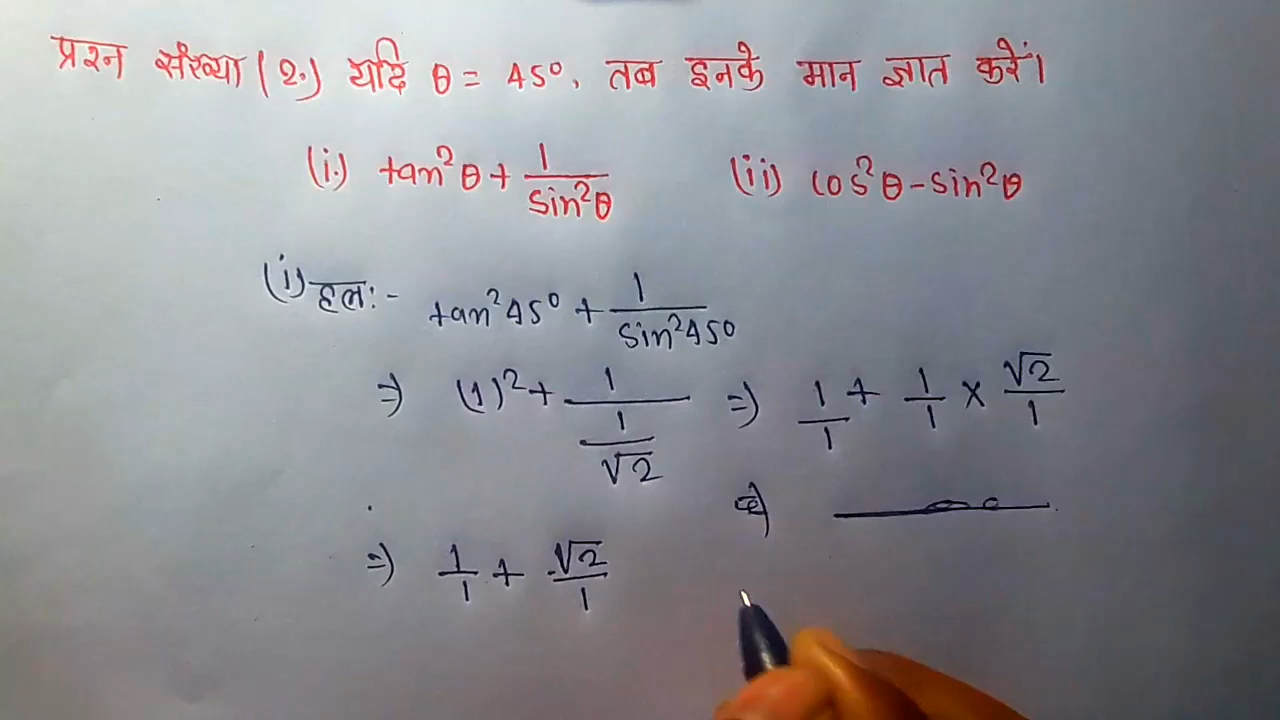 प्रश्न संख्या (2.) यदि θ = 45°, तब इनके मान ज्ञात करें।
(i.) tan²θ + 1/sin²θ (ii) cos²θ - sin²θ
(i) हलः- tan²45° + 1/sin²45°
⇒ (1)² + 1/(1/√2) ⇒ 1/1 + 1/1 × √2/1
⇒ 1/1 + √2/1